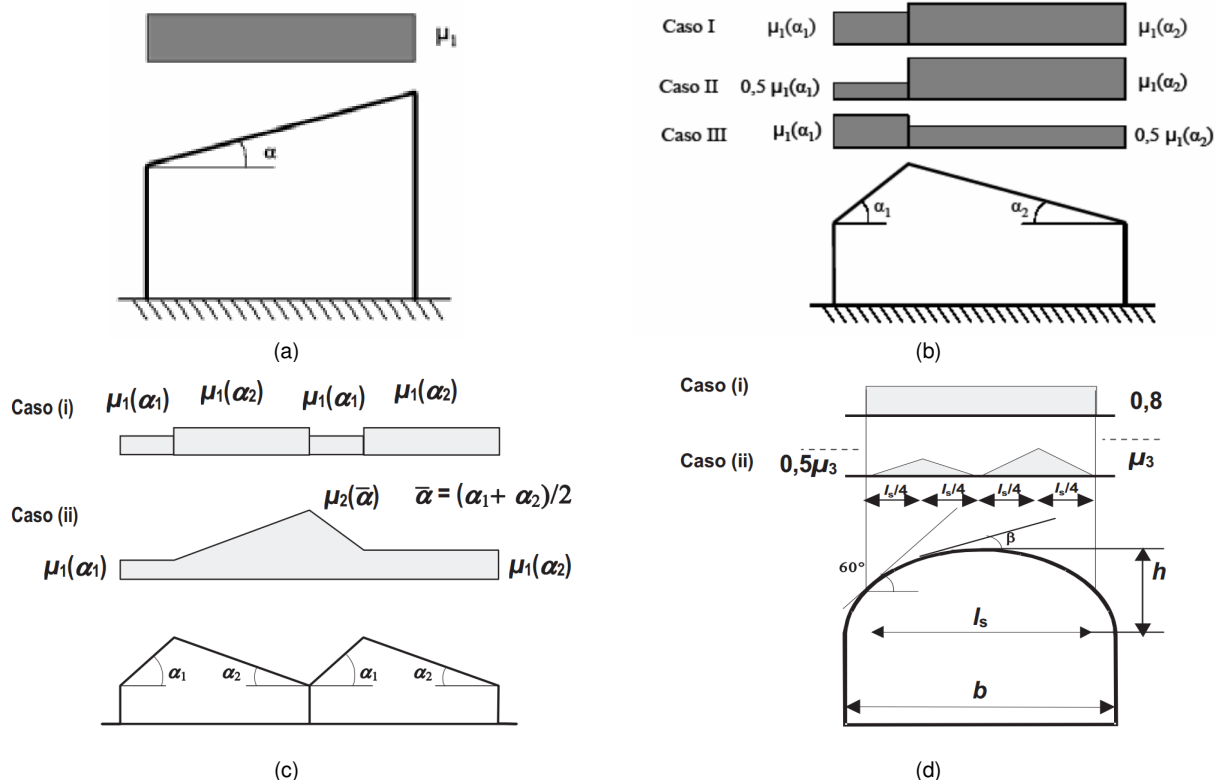 μ₁
α
(a)
Caso I μ₁(α₁) μ₁(α₂)
Caso II 0,5 μ₁(α₁) μ₁(α₂)
Caso III μ₁(α₁) 0,5 μ₁(α₂)
α₁ α₂
(b)
μ₁(α₁) μ₁(α₂) μ₁(α₁) μ₁(α₂)
Caso (i)
μ₂(ᾱ) ᾱ = (α₁+ α₂)/2
Caso (ii)
μ₁(α₁) μ₁(α₂)
α₁ α₂ α₁ α₂
(c)
Caso (i) 0,8
Caso (ii) 0,5μ₃ μ₃
lₛ/4 lₛ/4 lₛ/4 lₛ/4
β
60° h
lₛ
b
(d)